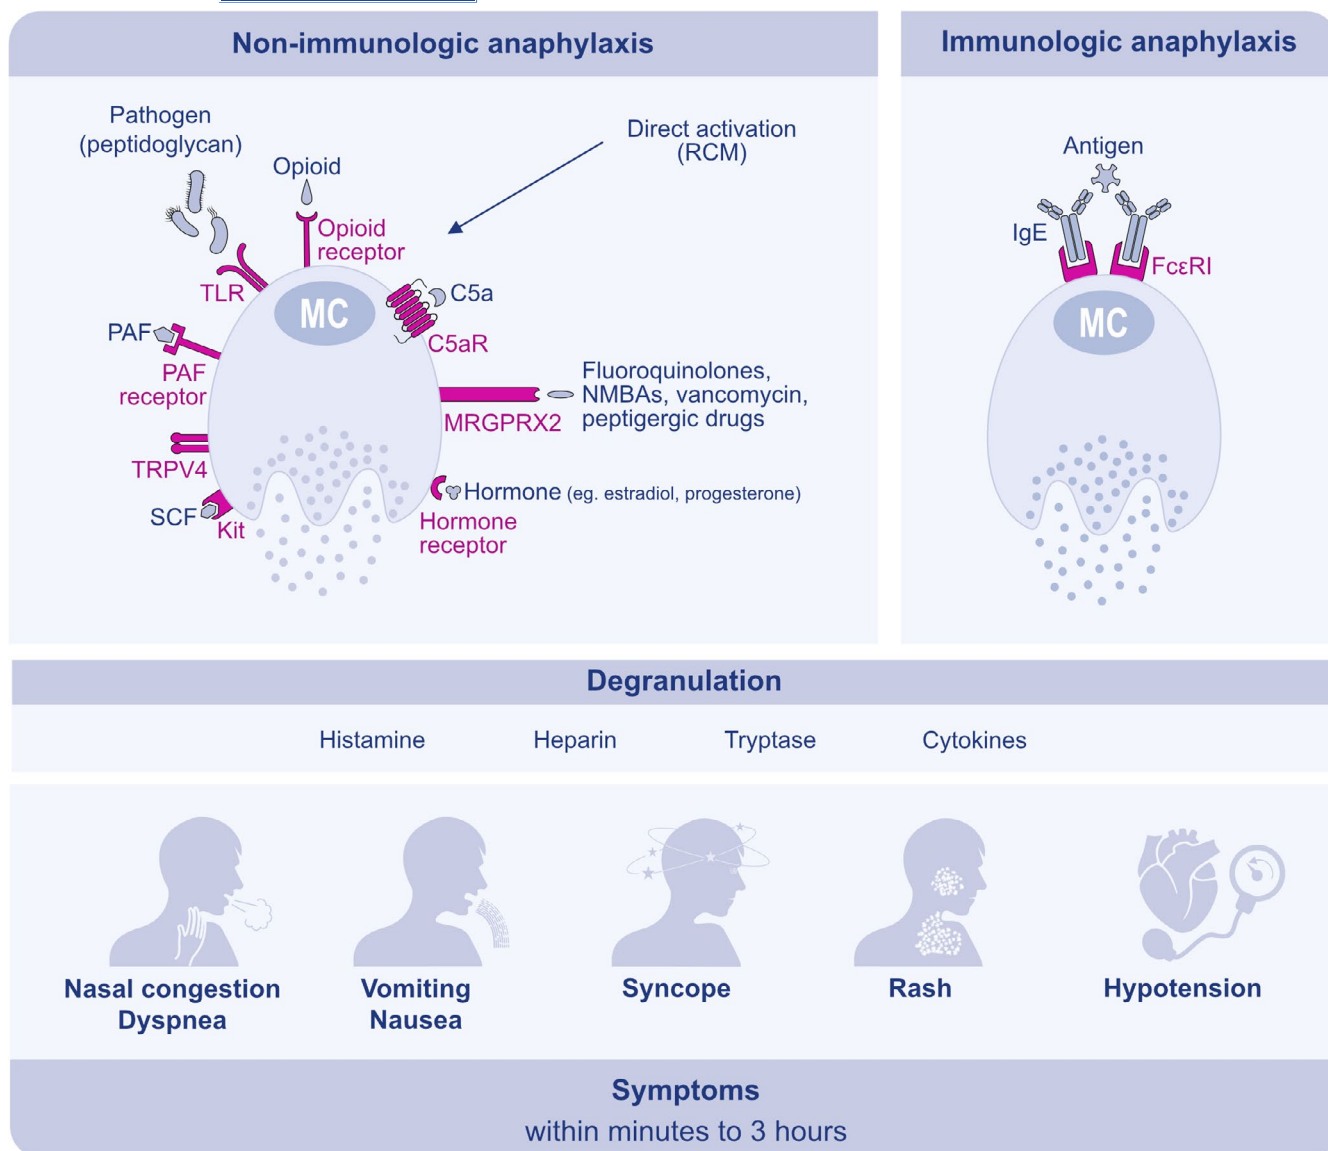 Non-immunologic anaphylaxis
Pathogen
(peptidoglycan)
Opioid
Direct activation
(RCM)
Opioid
receptor
TLR
MC
C5a
C5aR
PAF
PAF
receptor
Fluoroquinolones,
NMBAs, vancomycin,
peptigergic drugs
MRGPRX2
TRPV4
SCF
Kit
Hormone (eg. estradiol, progesterone)
Hormone
receptor
Immunologic anaphylaxis
Antigen
IgE
FcεRI
MC
Degranulation
Histamine
Heparin
Tryptase
Cytokines
Nasal congestion
Dyspnea
Vomiting
Nausea
Syncope
Rash
Hypotension
Symptoms
within minutes to 3 hours